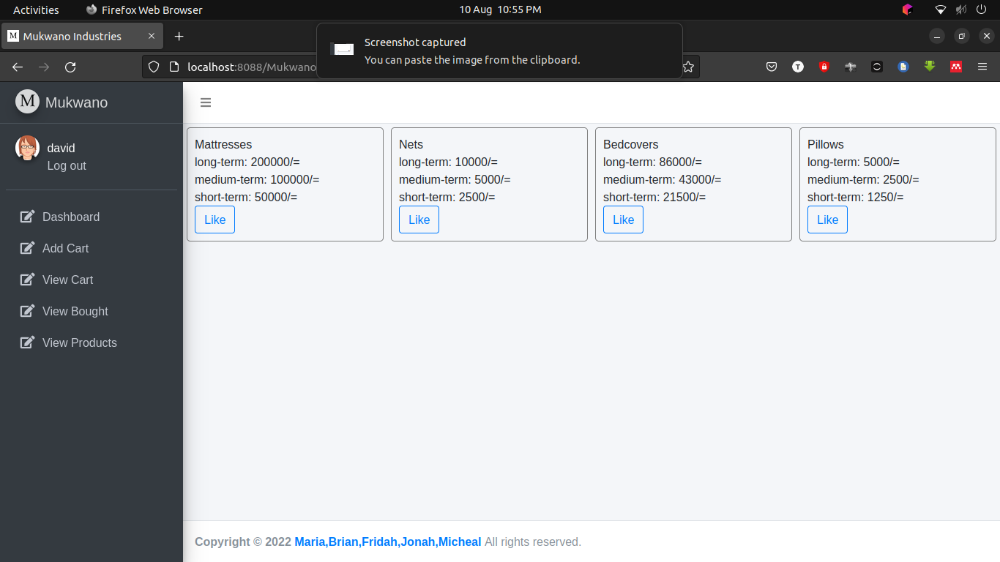 Activities
Firefox Web Browser
10 Aug 10:55 PM
M Mukwano Industries
Screenshot captured
You can paste the image from the clipboard.
localhost:8088/Mukwano
T
M Mukwano
david
Log out
Dashboard
Add Cart
View Cart
View Bought
View Products
Mattresses
long-term: 200000/=
medium-term: 100000/=
short-term: 50000/=
Like
Nets
long-term: 10000/=
medium-term: 5000/=
short-term: 2500/=
Like
Bedcovers
long-term: 86000/=
medium-term: 43000/=
short-term: 21500/=
Like
Pillows
long-term: 5000/=
medium-term: 2500/=
short-term: 1250/=
Like
Copyright © 2022 Maria,Brian,Fridah,Jonah,Micheal All rights reserved.